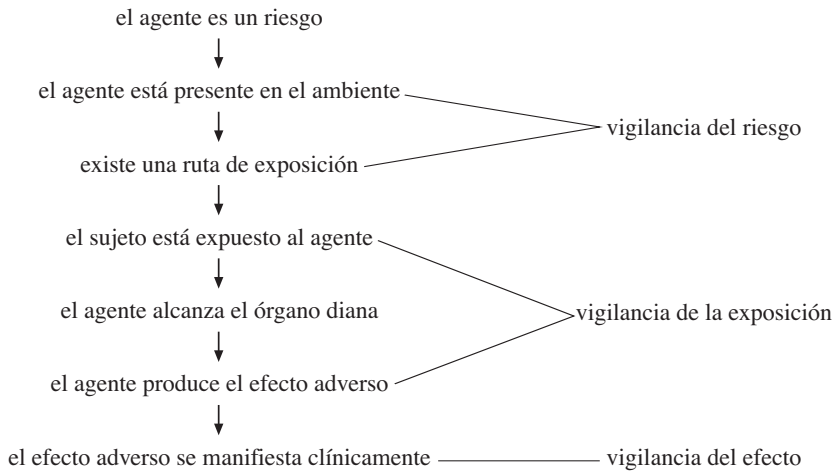 el agente es un riesgo
el agente está presente en el ambiente
vigilancia del riesgo
existe una ruta de exposición
el sujeto está expuesto al agente
el agente alcanza el órgano diana
vigilancia de la exposición
el agente produce el efecto adverso
el efecto adverso se manifiesta clínicamente
vigilancia del efecto